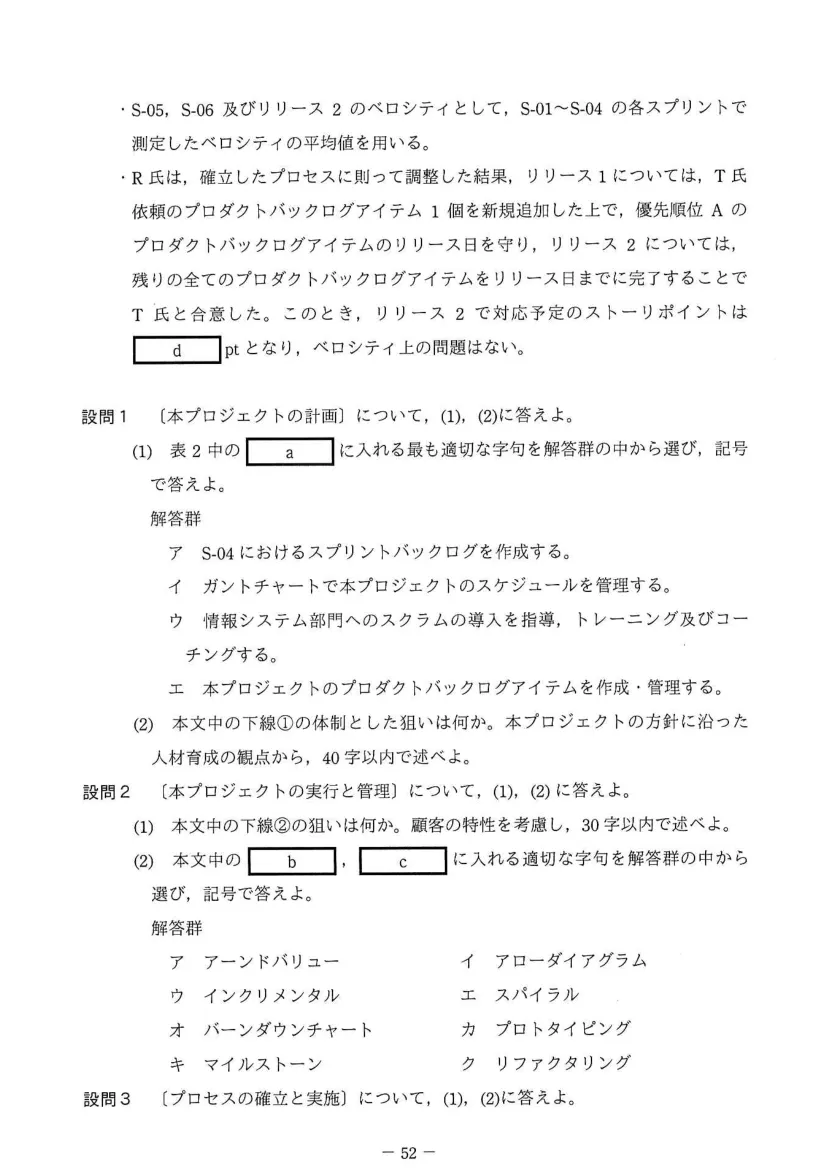 ・S-05，S-06 及びリリース 2 のベロシティとして，S-01～S-04 の各スプリントで
測定したベロシティの平均値を用いる。
・R 氏は，確立したプロセスに則って調整した結果，リリース 1 については，T 氏
依頼のプロダクトバックログアイテム 1 個を新規追加した上で，優先順位 A の
プロダクトバックログアイテムのリリース日を守り，リリース 2 については，
残りの全てのプロダクトバックログアイテムをリリース日までに完了することで
T 氏と合意した。このとき，リリース 2 で対応予定のストーリポイントは
d pt となり，ベロシティ上の問題はない。
設問1 〔本プロジェクトの計画〕について，(1)，(2)に答えよ。
(1) 表 2 中の a に入れる最も適切な字句を解答群の中から選び，記号
で答えよ。
解答群
ア S-04 におけるスプリントバックログを作成する。
イ ガントチャートで本プロジェクトのスケジュールを管理する。
ウ 情報システム部門へのスクラムの導入を指導，トレーニング及びコー
チングする。
エ 本プロジェクトのプロダクトバックログアイテムを作成・管理する。
(2) 本文中の下線①の体制とした狙いは何か。本プロジェクトの方針に沿った
人材育成の観点から，40 字以内で述べよ。
設問2 〔本プロジェクトの実行と管理〕について，(1)，(2) に答えよ。
(1) 本文中の下線②の狙いは何か。顧客の特性を考慮し，30 字以内で述べよ。
(2) 本文中の b ， c に入れる適切な字句を解答群の中から
選び，記号で答えよ。
解答群
ア アーンドバリュー イ アローダイアグラム
ウ インクリメンタル エ スパイラル
オ バーンダウンチャート カ プロトタイピング
キ マイルストーン ク リファクタリング
設問3 〔プロセスの確立と実施〕について，(1)，(2)に答えよ。
－ 52 －